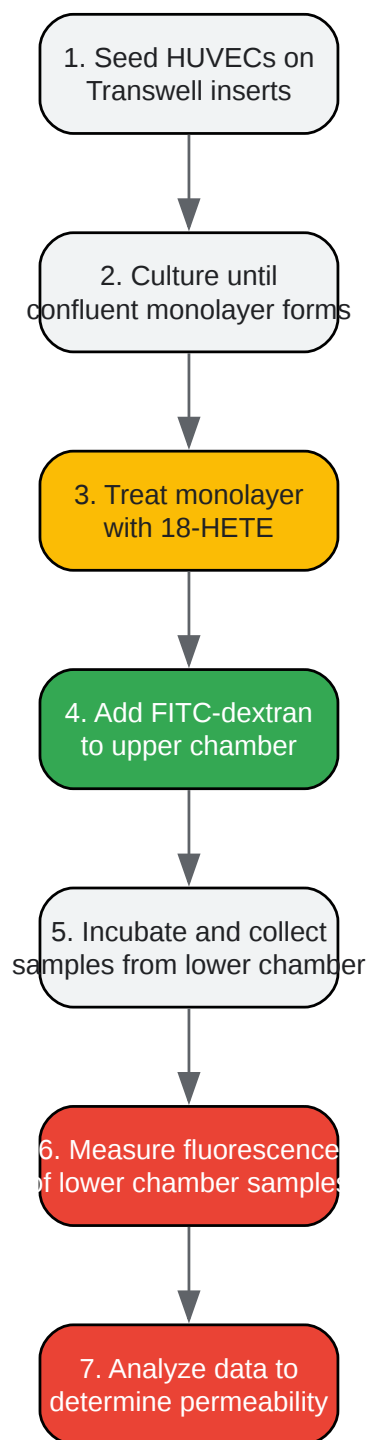 1. Seed HUVECs on
Transwell inserts
2. Culture until
confluent monolayer forms
3. Treat monolayer
with 18-HETE
4. Add FITC-dextran
to upper chamber
5. Incubate and collect
samples from lower chamber
6. Measure fluorescence
of lower chamber samples
7. Analyze data to
determine permeability